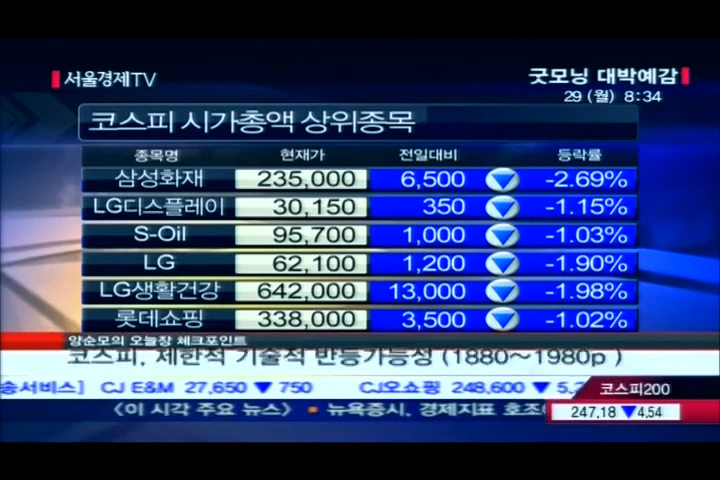 서울경제TV
굿모닝 대박예감
29 (월) 8:34
코스피 시가총액 상위종목
종목명 현재가 전일대비 등락률
삼성화재 235,000 6,500 ▼ -2.69%
LG디스플레이 30,150 350 ▼ -1.15%
S-Oil 95,700 1,000 ▼ -1.03%
LG 62,100 1,200 ▼ -1.90%
LG생활건강 642,000 13,000 ▼ -1.98%
롯데쇼핑 338,000 3,500 ▼ -1.02%
양순모의 오늘장 체크포인트
코스피, 제한적 기술적 반등가능성 (1880~1980p )
송서비스] CJ E&M 27,650 ▼ 750 CJ오쇼핑 248,600 ▼ 5,2
코스피200
〈이 시각 주요 뉴스〉 ▪ 뉴욕증시, 경제지표 호조
247.18 ▼ 4.54